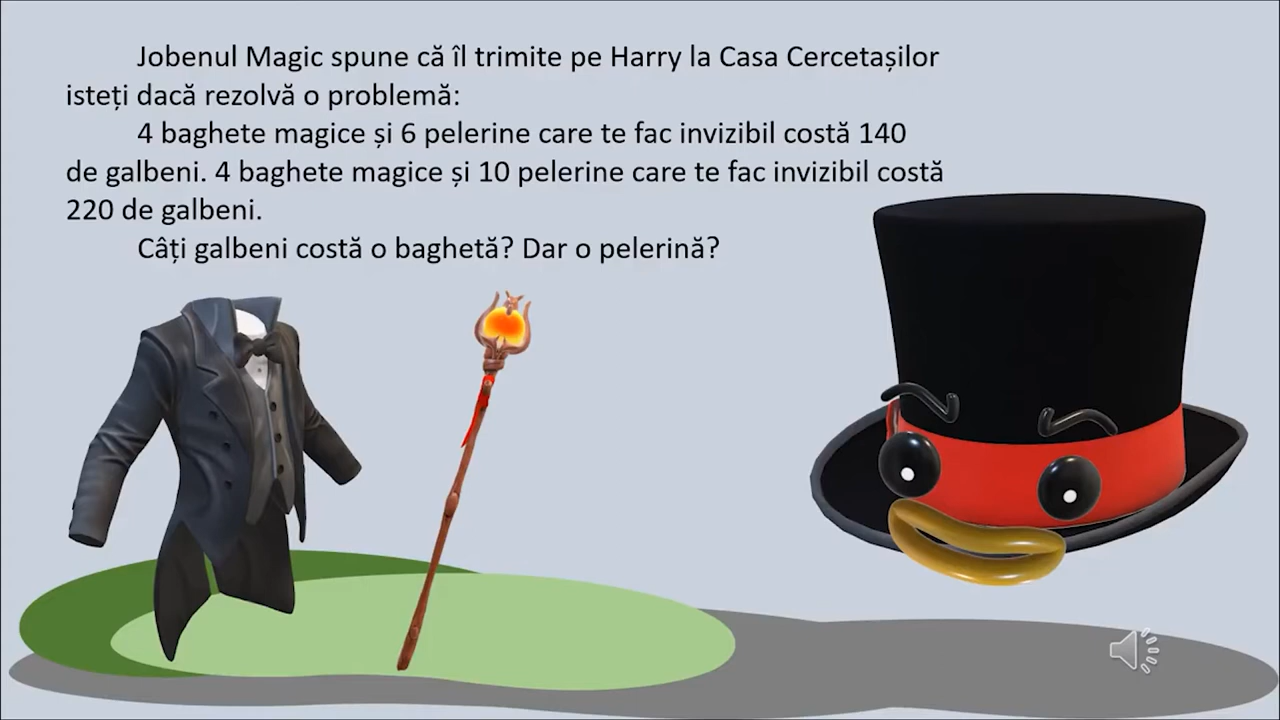 Jobenul Magic spune că îl trimite pe Harry la Casa Cercetașilor
isteți dacă rezolvă o problemă:
4 baghete magice și 6 pelerine care te fac invizibil costă 140
de galbeni. 4 baghete magice și 10 pelerine care te fac invizibil costă
220 de galbeni.
Câți galbeni costă o baghetă? Dar o pelerină?